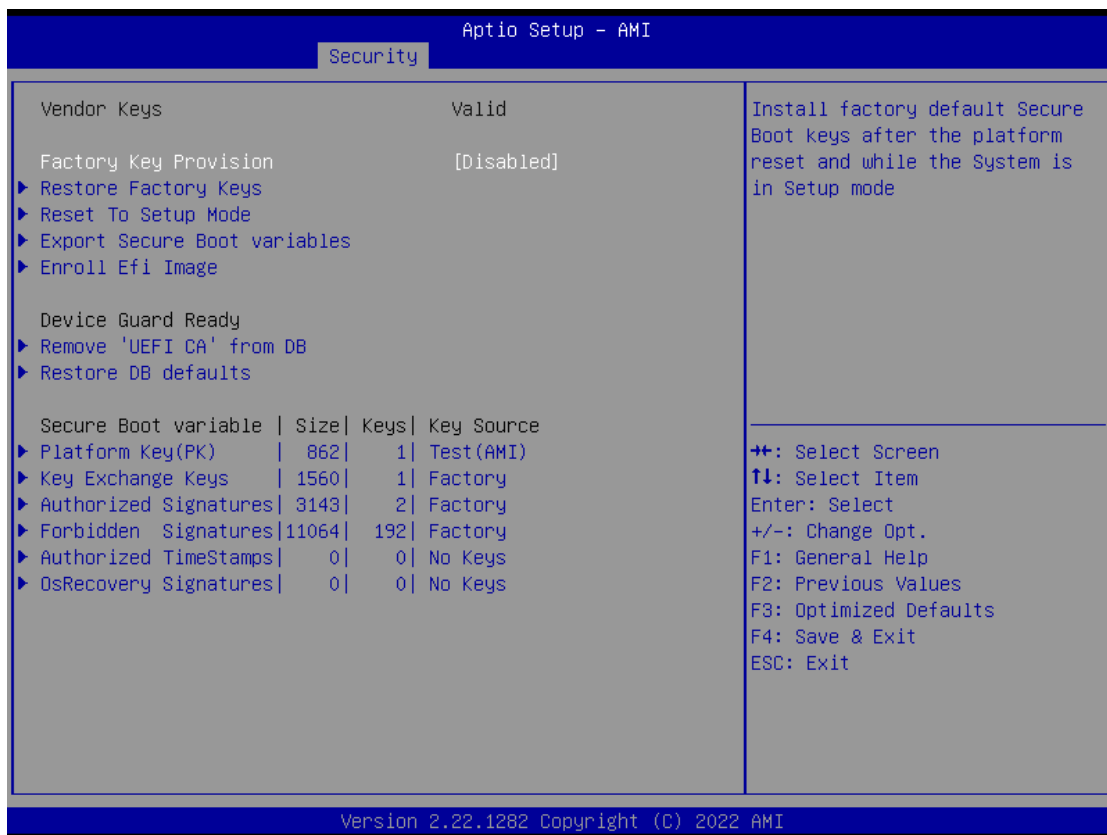 Aptio Setup – AMI
Security
Vendor Keys Valid
Factory Key Provision [Disabled]
▶ Restore Factory Keys
▶ Reset To Setup Mode
▶ Export Secure Boot variables
▶ Enroll Efi Image
Device Guard Ready
▶ Remove 'UEFI CA' from DB
▶ Restore DB defaults
Secure Boot variable | Size| Keys| Key Source
▶ Platform Key(PK) | 862| 1| Test(AMI)
▶ Key Exchange Keys | 1560| 1| Factory
▶ Authorized Signatures| 3143| 2| Factory
▶ Forbidden Signatures|11064| 192| Factory
▶ Authorized TimeStamps| 0| 0| No Keys
▶ OsRecovery Signatures| 0| 0| No Keys
Install factory default Secure
Boot keys after the platform
reset and while the System is
in Setup mode
→←: Select Screen
↑↓: Select Item
Enter: Select
+/-: Change Opt.
F1: General Help
F2: Previous Values
F3: Optimized Defaults
F4: Save & Exit
ESC: Exit
Version 2.22.1282 Copyright (C) 2022 AMI